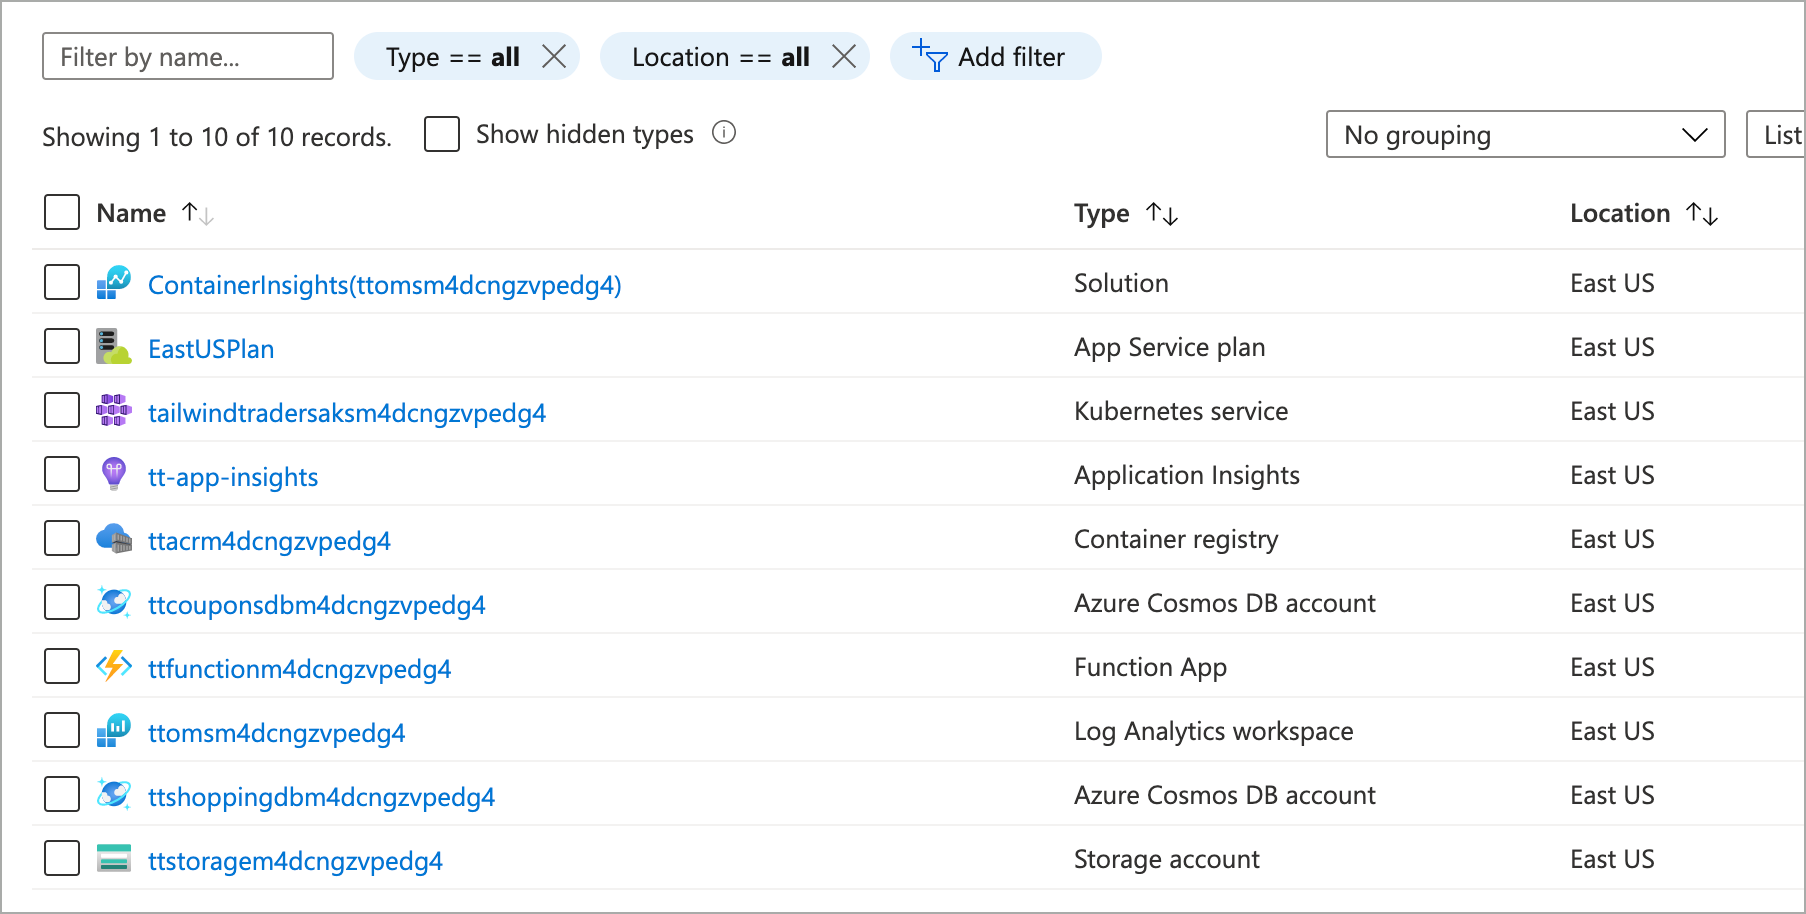 Filter by name...
Type == all
Location == all
Add filter
Showing 1 to 10 of 10 records.
Show hidden types
No grouping
List
Name
Type
Location
ContainerInsights(ttomsm4dcngzvpedg4) Solution East US
EastUSPlan App Service plan East US
tailwindtradersaksm4dcngzvpedg4 Kubernetes service East US
tt-app-insights Application Insights East US
ttacrm4dcngzvpedg4 Container registry East US
ttcouponsdbm4dcngzvpedg4 Azure Cosmos DB account East US
ttfunctionm4dcngzvpedg4 Function App East US
ttomsm4dcngzvpedg4 Log Analytics workspace East US
ttshoppingdbm4dcngzvpedg4 Azure Cosmos DB account East US
ttstoragem4dcngzvpedg4 Storage account East US